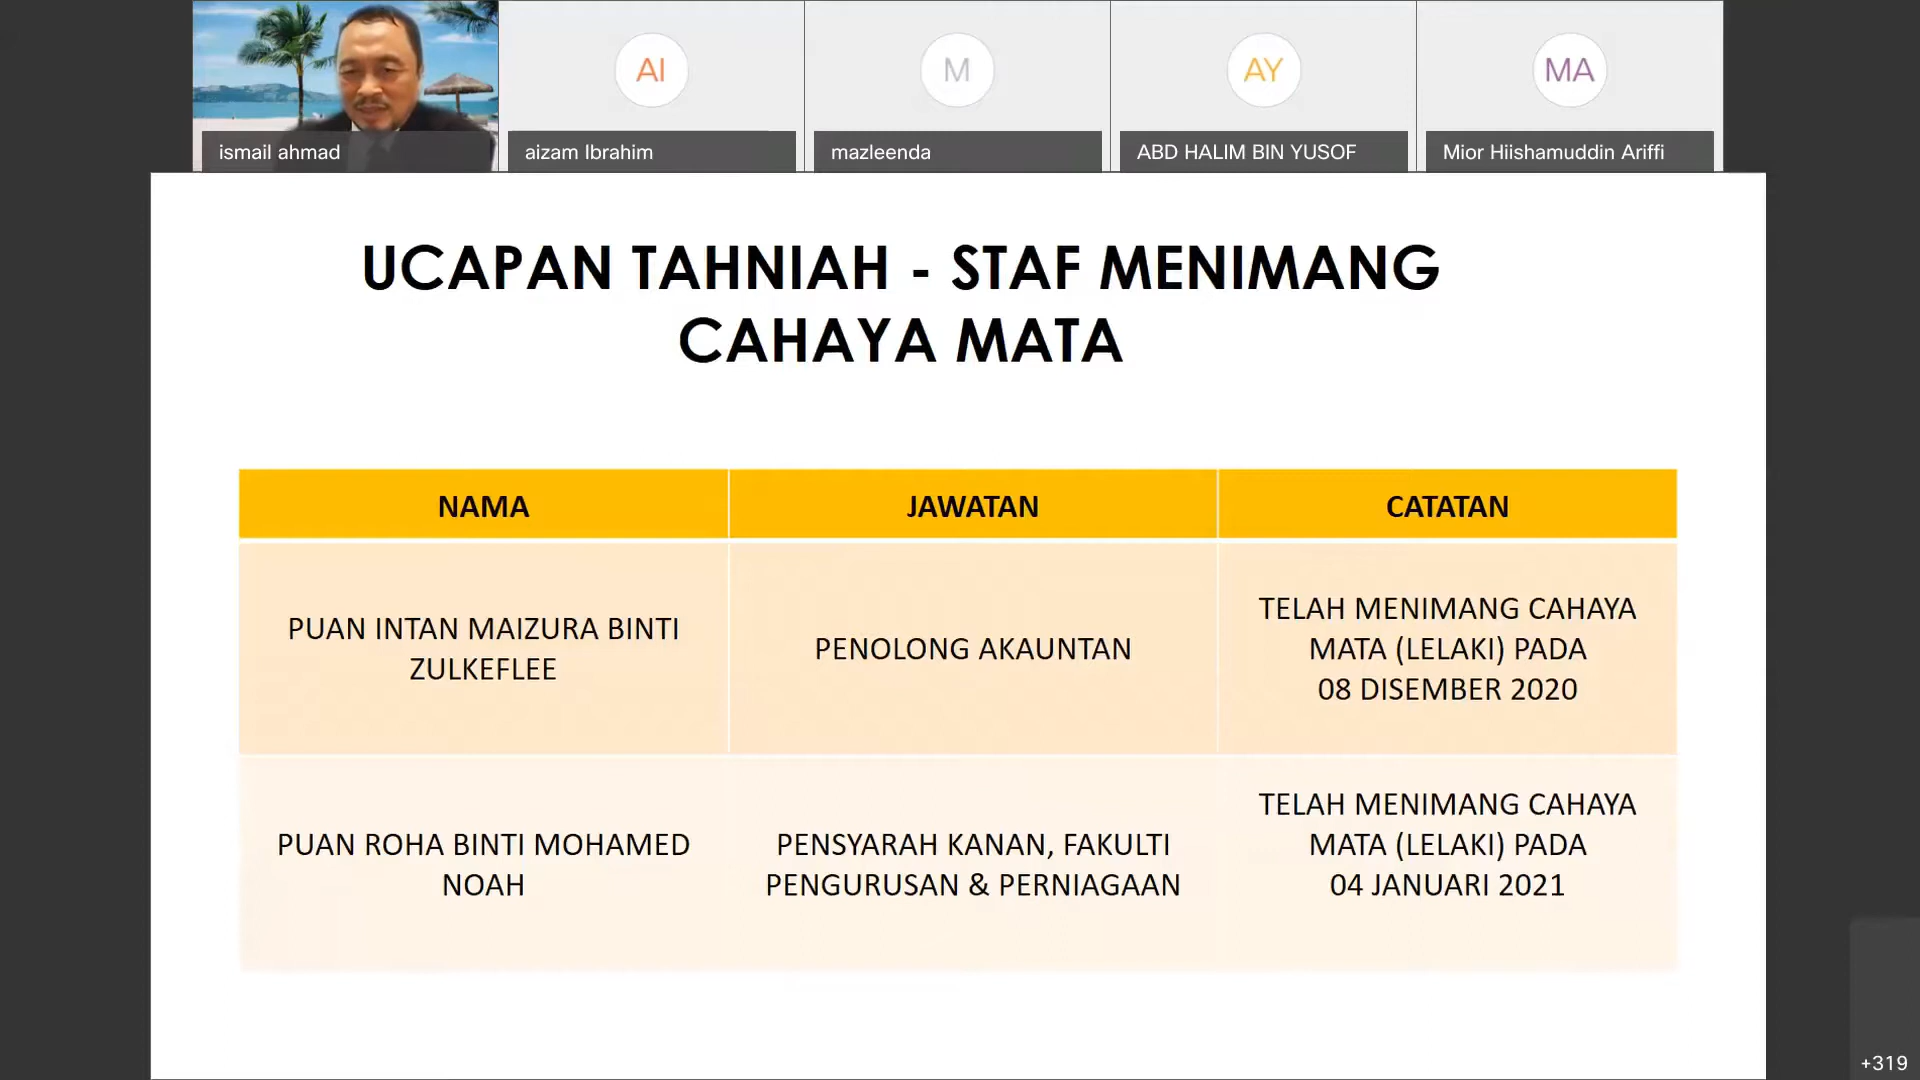 AI
M
AY
MA
ismail ahmad
aizam Ibrahim
mazleenda
ABD HALIM BIN YUSOF
Mior Hiishamuddin Ariffi
UCAPAN TAHNIAH - STAF MENIMANG
CAHAYA MATA
NAMA
JAWATAN
CATATAN
PUAN INTAN MAIZURA BINTI
ZULKEFLEE
PENOLONG AKAUNTAN
TELAH MENIMANG CAHAYA
MATA (LELAKI) PADA
08 DISEMBER 2020
PUAN ROHA BINTI MOHAMED
NOAH
PENSYARAH KANAN, FAKULTI
PENGURUSAN & PERNIAGAAN
TELAH MENIMANG CAHAYA
MATA (LELAKI) PADA
04 JANUARI 2021
+319